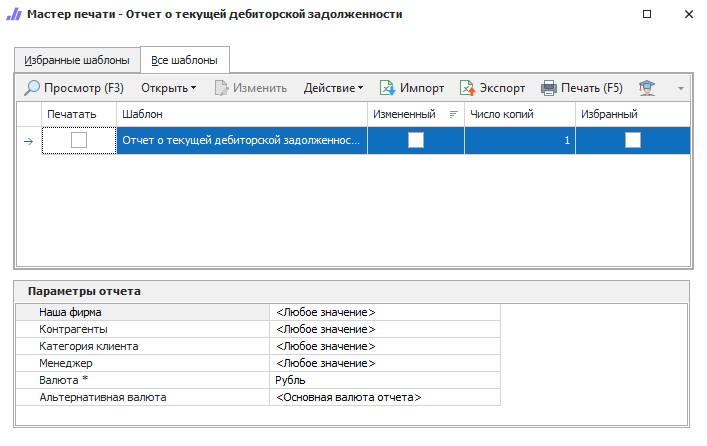 Мастер печати - Отчет о текущей дебиторской задолженности
Избранные шаблоны Все шаблоны
Просмотр (F3) Открыть Изменить Действие Импорт Экспорт Печать (F5)
Печатать Шаблон Измененный Число копий Избранный
Отчет о текущей дебиторской задолженнос... 1
Параметры отчета
Наша фирма <Любое значение>
Контрагенты <Любое значение>
Категория клиента <Любое значение>
Менеджер <Любое значение>
Валюта * Рубль
Альтернативная валюта <Основная валюта отчета>